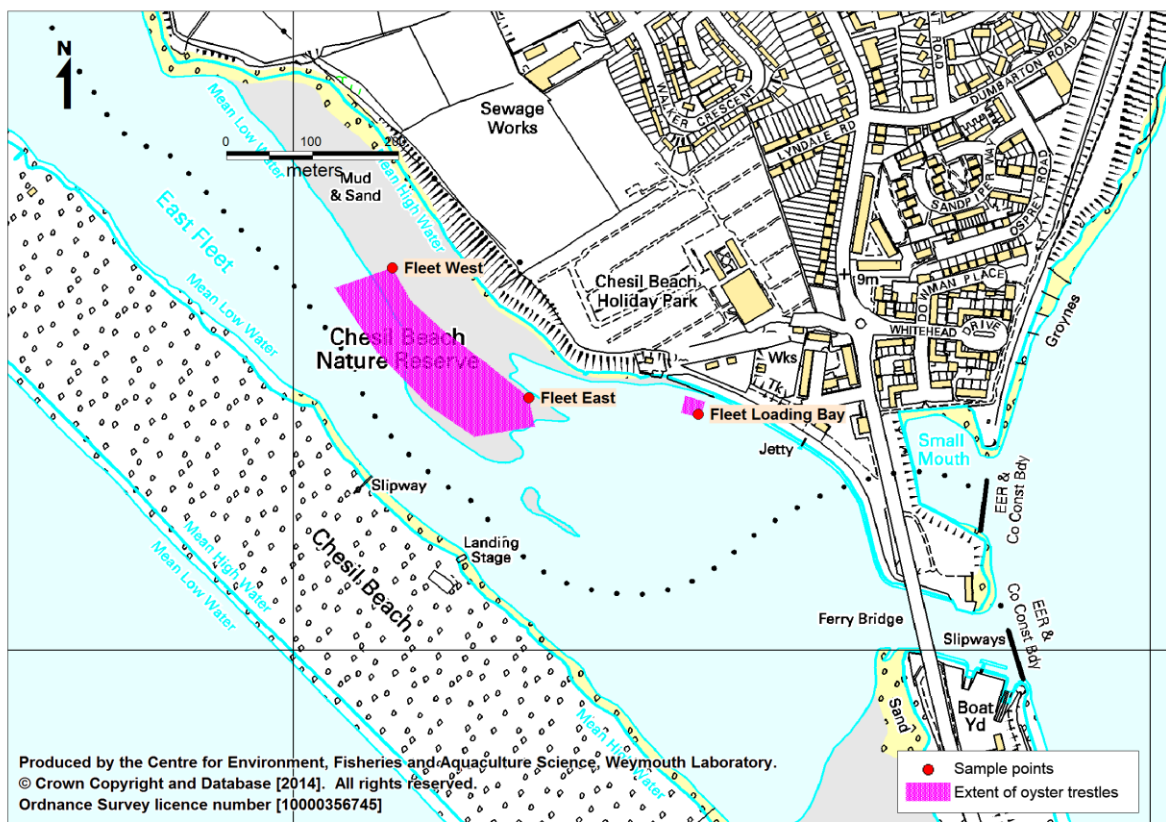 N
Mean Low Water
Sewage
Works
WALKER CRESCENT
ROAD
DUMBARTON ROAD
LYNDALE RD
0 100 200
meters
Mud
& Sand
Mean High Water
SANDPIPER WAY
OSPREY ROAD
East Fleet
Mean Low Water
Fleet West
Chesil Beach
Holiday Park
9m
DOWMAN PLACE
WHITEHEAD DRIVE
Groynes
Chesil Beach
Nature Reserve
Wks
Tk
Fleet East
Fleet Loading Bay
Jetty
Small
Mouth
EER &
Co Const Bdy
Slipway
Landing
Stage
Chesil Beach
Mean High Water
Mean Low Water
EER &
Co Const Bdy
Ferry Bridge
Slipways
Sand
Boat
Yd
Mean High Water
Produced by the Centre for Environment, Fisheries and Aquaculture Science, Weymouth Laboratory.
© Crown Copyright and Database [2014]. All rights reserved.
Ordnance Survey licence number [10000356745]
Sample points
Extent of oyster trestles